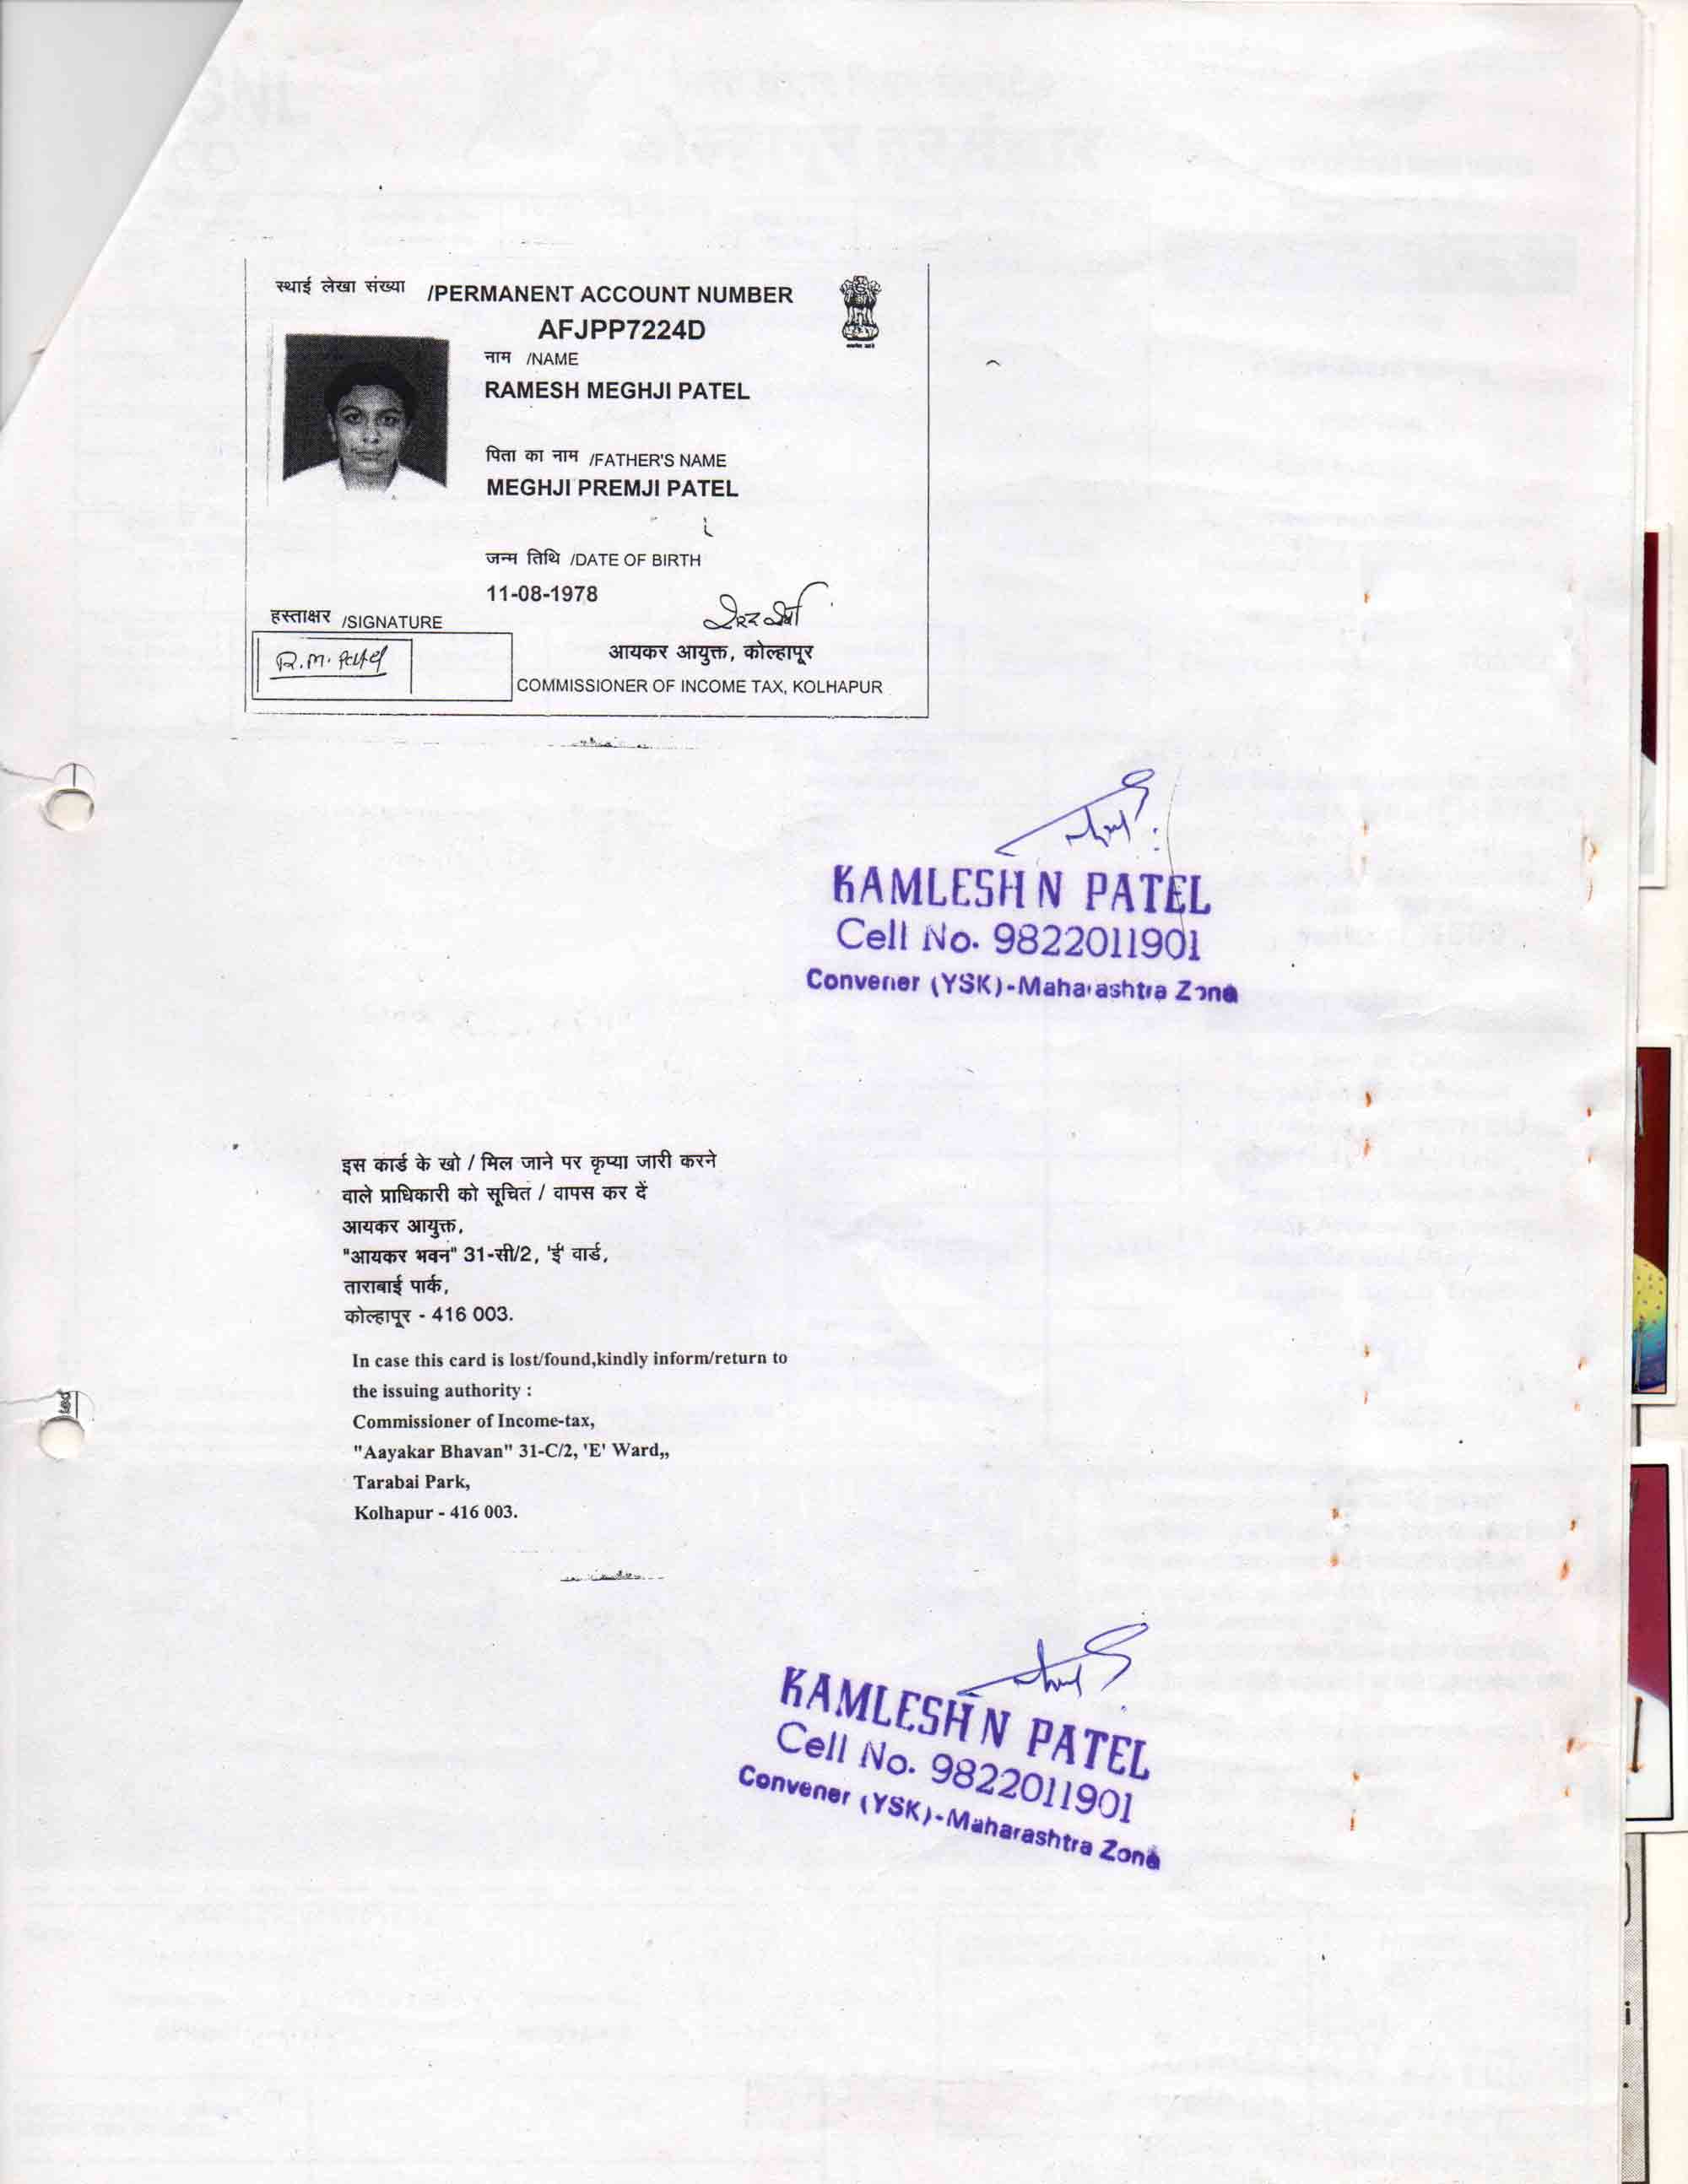 स्थाई लेखा संख्या /PERMANENT ACCOUNT NUMBER
AFJPP7224D
नाम /NAME
RAMESH MEGHJI PATEL
पिता का नाम /FATHER'S NAME
MEGHJI PREMJI PATEL
जन्म तिथि /DATE OF BIRTH
11-08-1978
हस्ताक्षर /SIGNATURE
R.M. Patel
आयकर आयुक्त, कोल्हापूर
COMMISSIONER OF INCOME TAX, KOLHAPUR
KAMLESH N PATEL
Cell No. 9822011901
Convener (YSK)-Maharashtra Zone
इस कार्ड के खो / मिल जाने पर कृप्या जारी करने
वाले प्राधिकारी को सूचित / वापस कर दें
आयकर आयुक्त,
"आयकर भवन" 31-सी/2, 'ई' वार्ड,
ताराबाई पार्क,
कोल्हापूर - 416 003.
In case this card is lost/found,kindly inform/return to
the issuing authority :
Commissioner of Income-tax,
"Aayakar Bhavan" 31-C/2, 'E' Ward,,
Tarabai Park,
Kolhapur - 416 003.
KAMLESH N PATEL
Cell No. 9822011901
Convener (YSK)-Maharashtra Zone